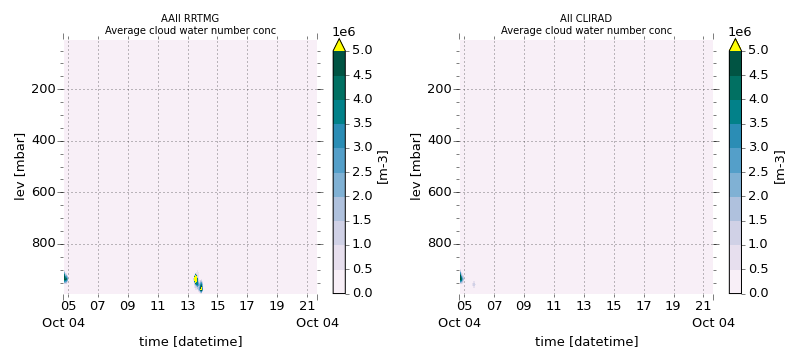 AAII RRTMG
Average cloud water number conc
1e6
5.0
4.5
4.0
3.5
3.0
2.5
2.0
1.5
1.0
0.5
0.0
[m-3]
200
400
600
800
lev [mbar]
05 07 09 11 13 15 17 19 21
Oct 04 Oct 04
time [datetime]
AII CLIRAD
Average cloud water number conc
1e6
5.0
4.5
4.0
3.5
3.0
2.5
2.0
1.5
1.0
0.5
0.0
[m-3]
200
400
600
800
lev [mbar]
05 07 09 11 13 15 17 19 21
Oct 04 Oct 04
time [datetime]